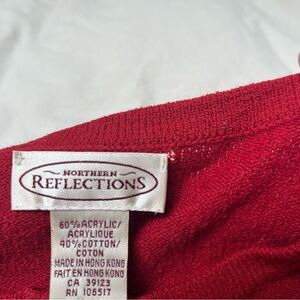 NORTHERN
REFLECTIONS
60% ACRYLIC/
ACRYLIQUE
40% COTTON/
COTON
MADE IN HONG KONG
FAIT EN HONG KONG
CA 39123
RN 108517